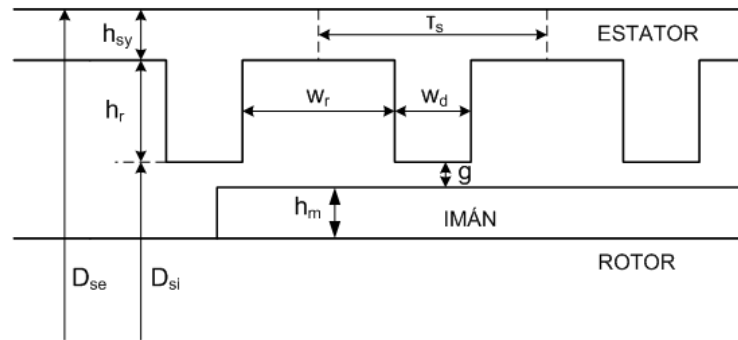 h_sy
τ_s
ESTATOR
h_r
w_r
w_d
g
h_m
IMÁN
D_se
D_si
ROTOR